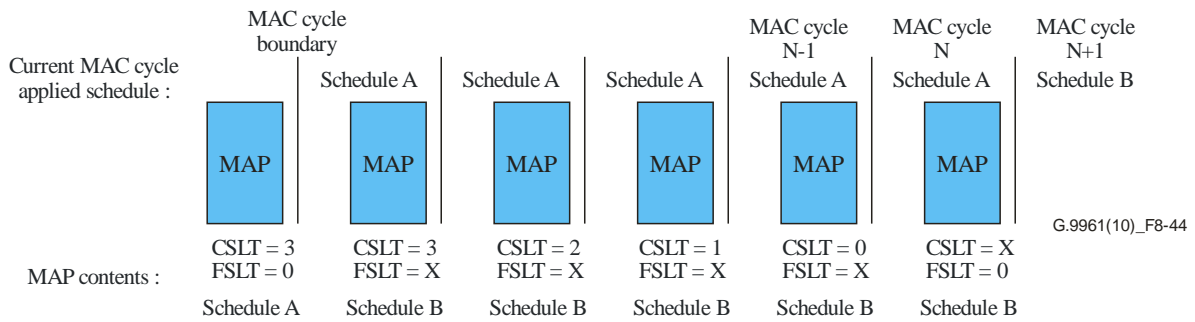 MAC cycle
boundary
MAC cycle
N-1
MAC cycle
N
MAC cycle
N+1
Current MAC cycle
applied schedule :
Schedule A
Schedule A
Schedule A
Schedule A
Schedule A
Schedule B
MAP
MAP
MAP
MAP
MAP
MAP
G.9961(10)_F8-44
MAP contents :
CSLT = 3
FSLT = 0
Schedule A
CSLT = 3
FSLT = X
Schedule B
CSLT = 2
FSLT = X
Schedule B
CSLT = 1
FSLT = X
Schedule B
CSLT = 0
FSLT = X
Schedule B
CSLT = X
FSLT = 0
Schedule B